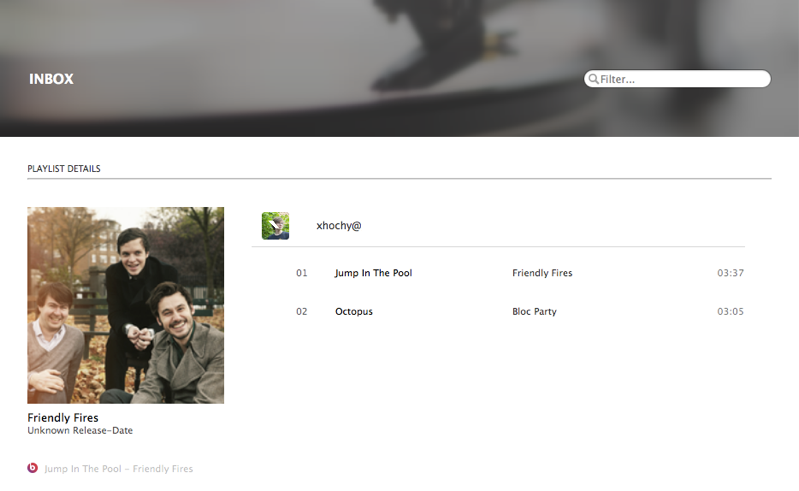 INBOX
Filter...
PLAYLIST DETAILS
xhochy@
01 Jump In The Pool Friendly Fires 03:37
02 Octopus Bloc Party 03:05
Friendly Fires
Unknown Release-Date
b Jump In The Pool - Friendly Fires